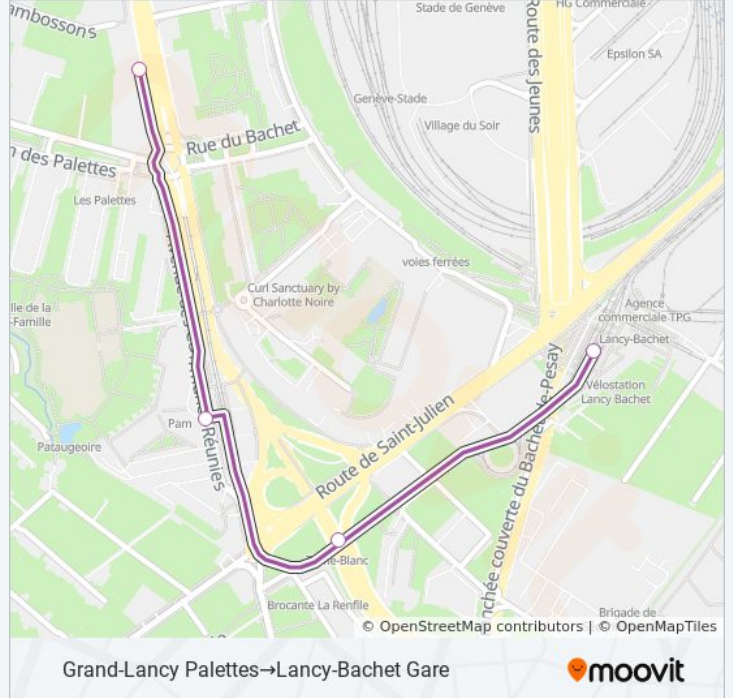 Stade de Genève
HG Commerciale
Route des Jeunes
Epsilon SA
Genève-Stade
Village du Soir
Rue du Bachet
des Palettes
Les Palettes
voies ferrées
Curl Sanctuary by
Charlotte Noire
Agence
commerciale TPG
Lancy-Bachet
Vélostation
Lancy Bachet
Route de Saint-Julien
Pam
Réunies
Pataugeoire
Brocante La Renfile
Brigade de
© OpenStreetMap contributors | © OpenMapTiles
Grand-Lancy Palettes→Lancy-Bachet Gare
moovit